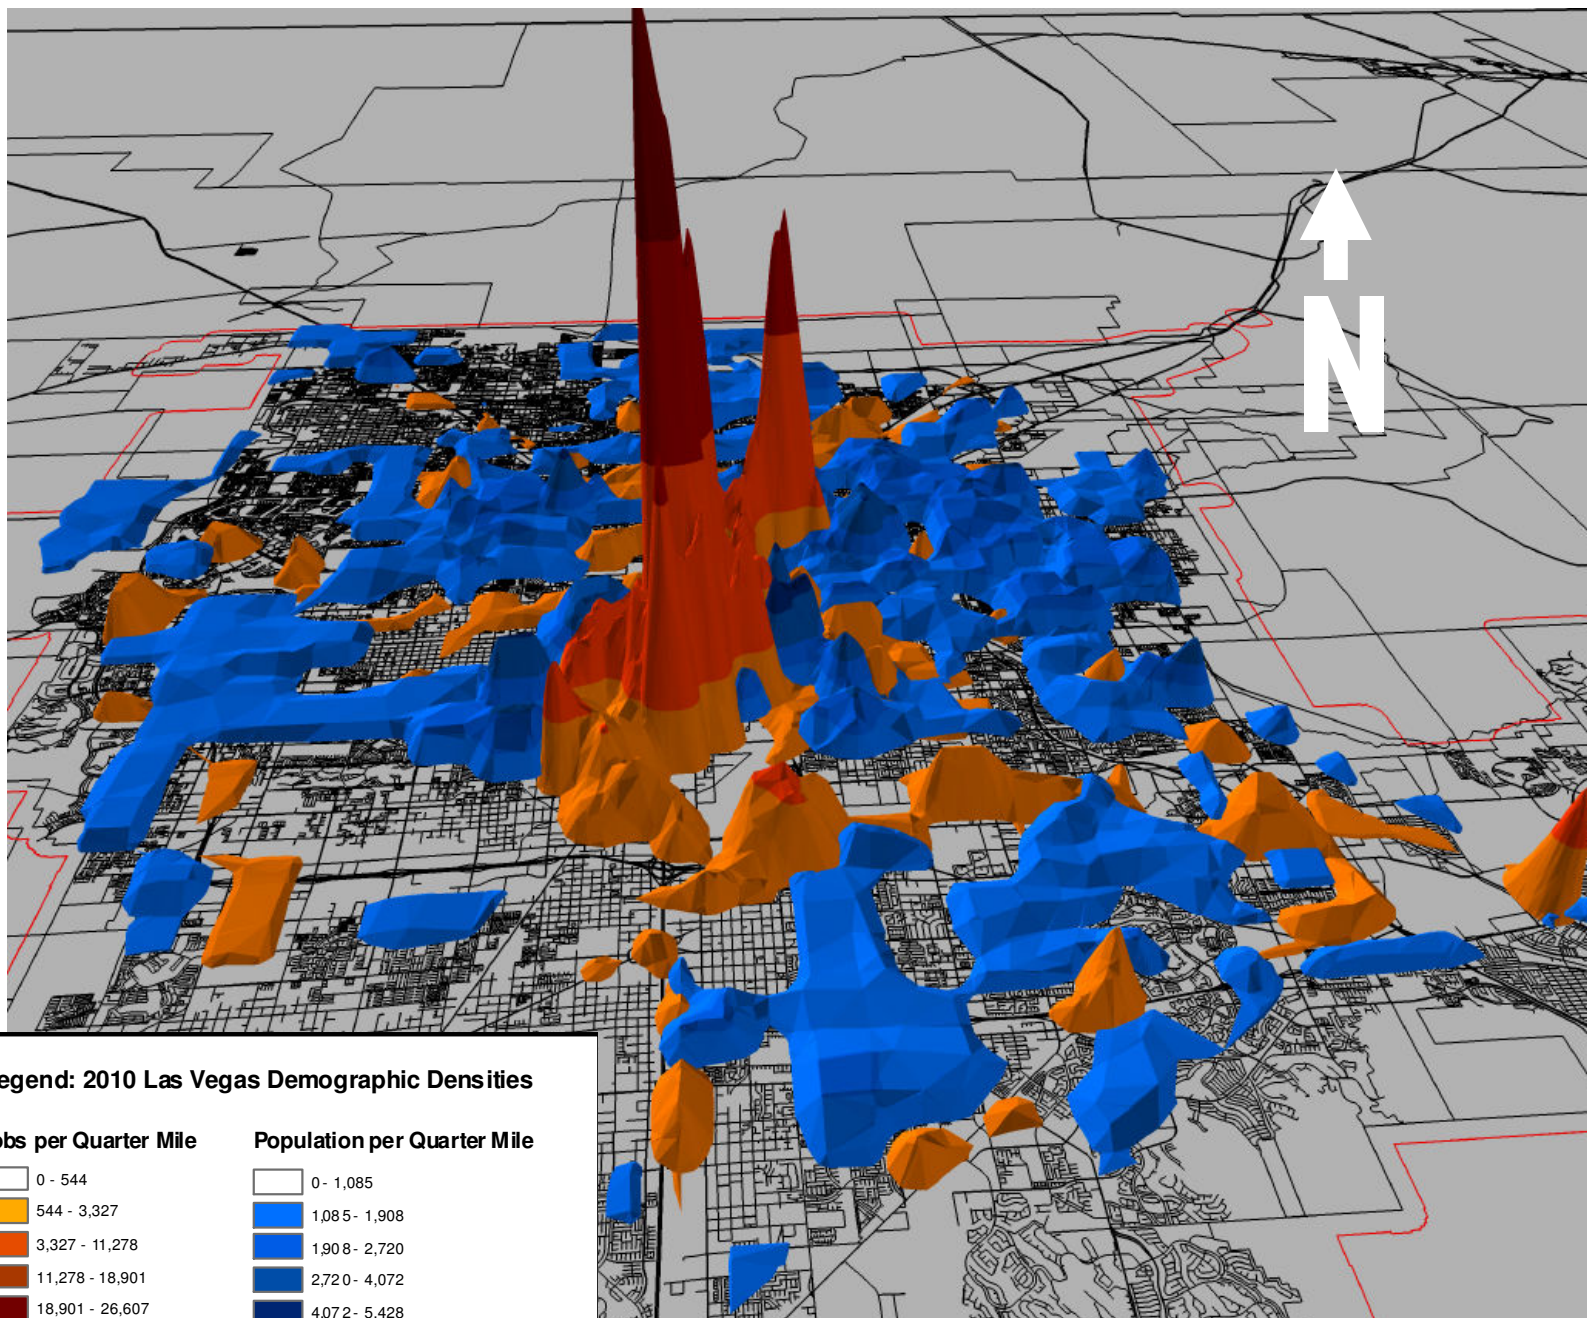 N
egend: 2010 Las Vegas Demographic Densities
obs per Quarter Mile
0 - 544
544 - 3,327
3,327 - 11,278
11,278 - 18,901
18,901 - 26,607
Population per Quarter Mile
0 - 1,085
1,085 - 1,908
1,908 - 2,720
2,720 - 4,072
4,072 - 5,428